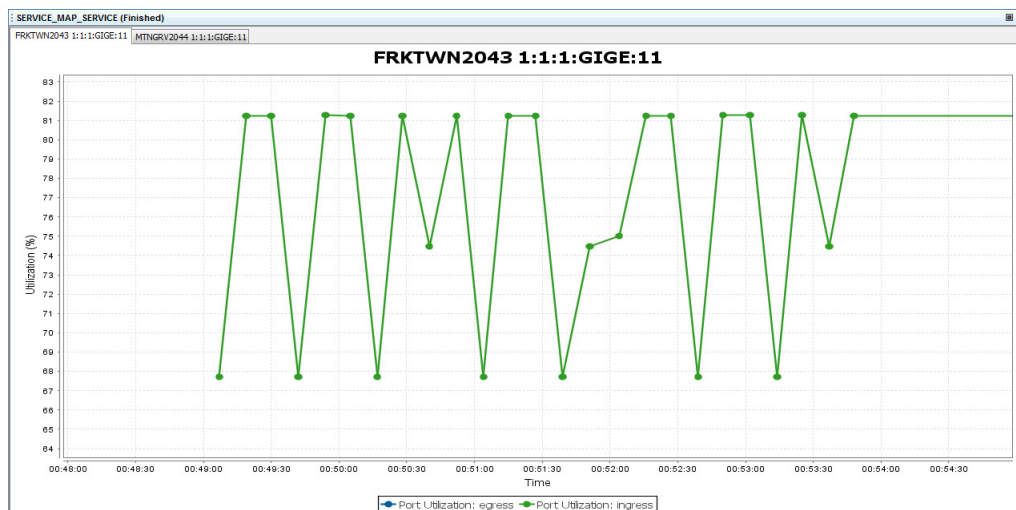 SERVICE_MAP_SERVICE (Finished)
FRKTWN2043 1:1:1:GIGE:11 MTNGRV2044 1:1:1:GIGE:11
FRKTWN2043 1:1:1:GIGE:11
83
82
81
80
79
78
77
76
75
74
73
72
71
70
69
68
67
66
65
64
Utilization (%)
00:48:00 00:48:30 00:49:00 00:49:30 00:50:00 00:50:30 00:51:00 00:51:30 00:52:00 00:52:30 00:53:00 00:53:30 00:54:00 00:54:30
Time
Port Utilization: egress Port Utilization: ingress